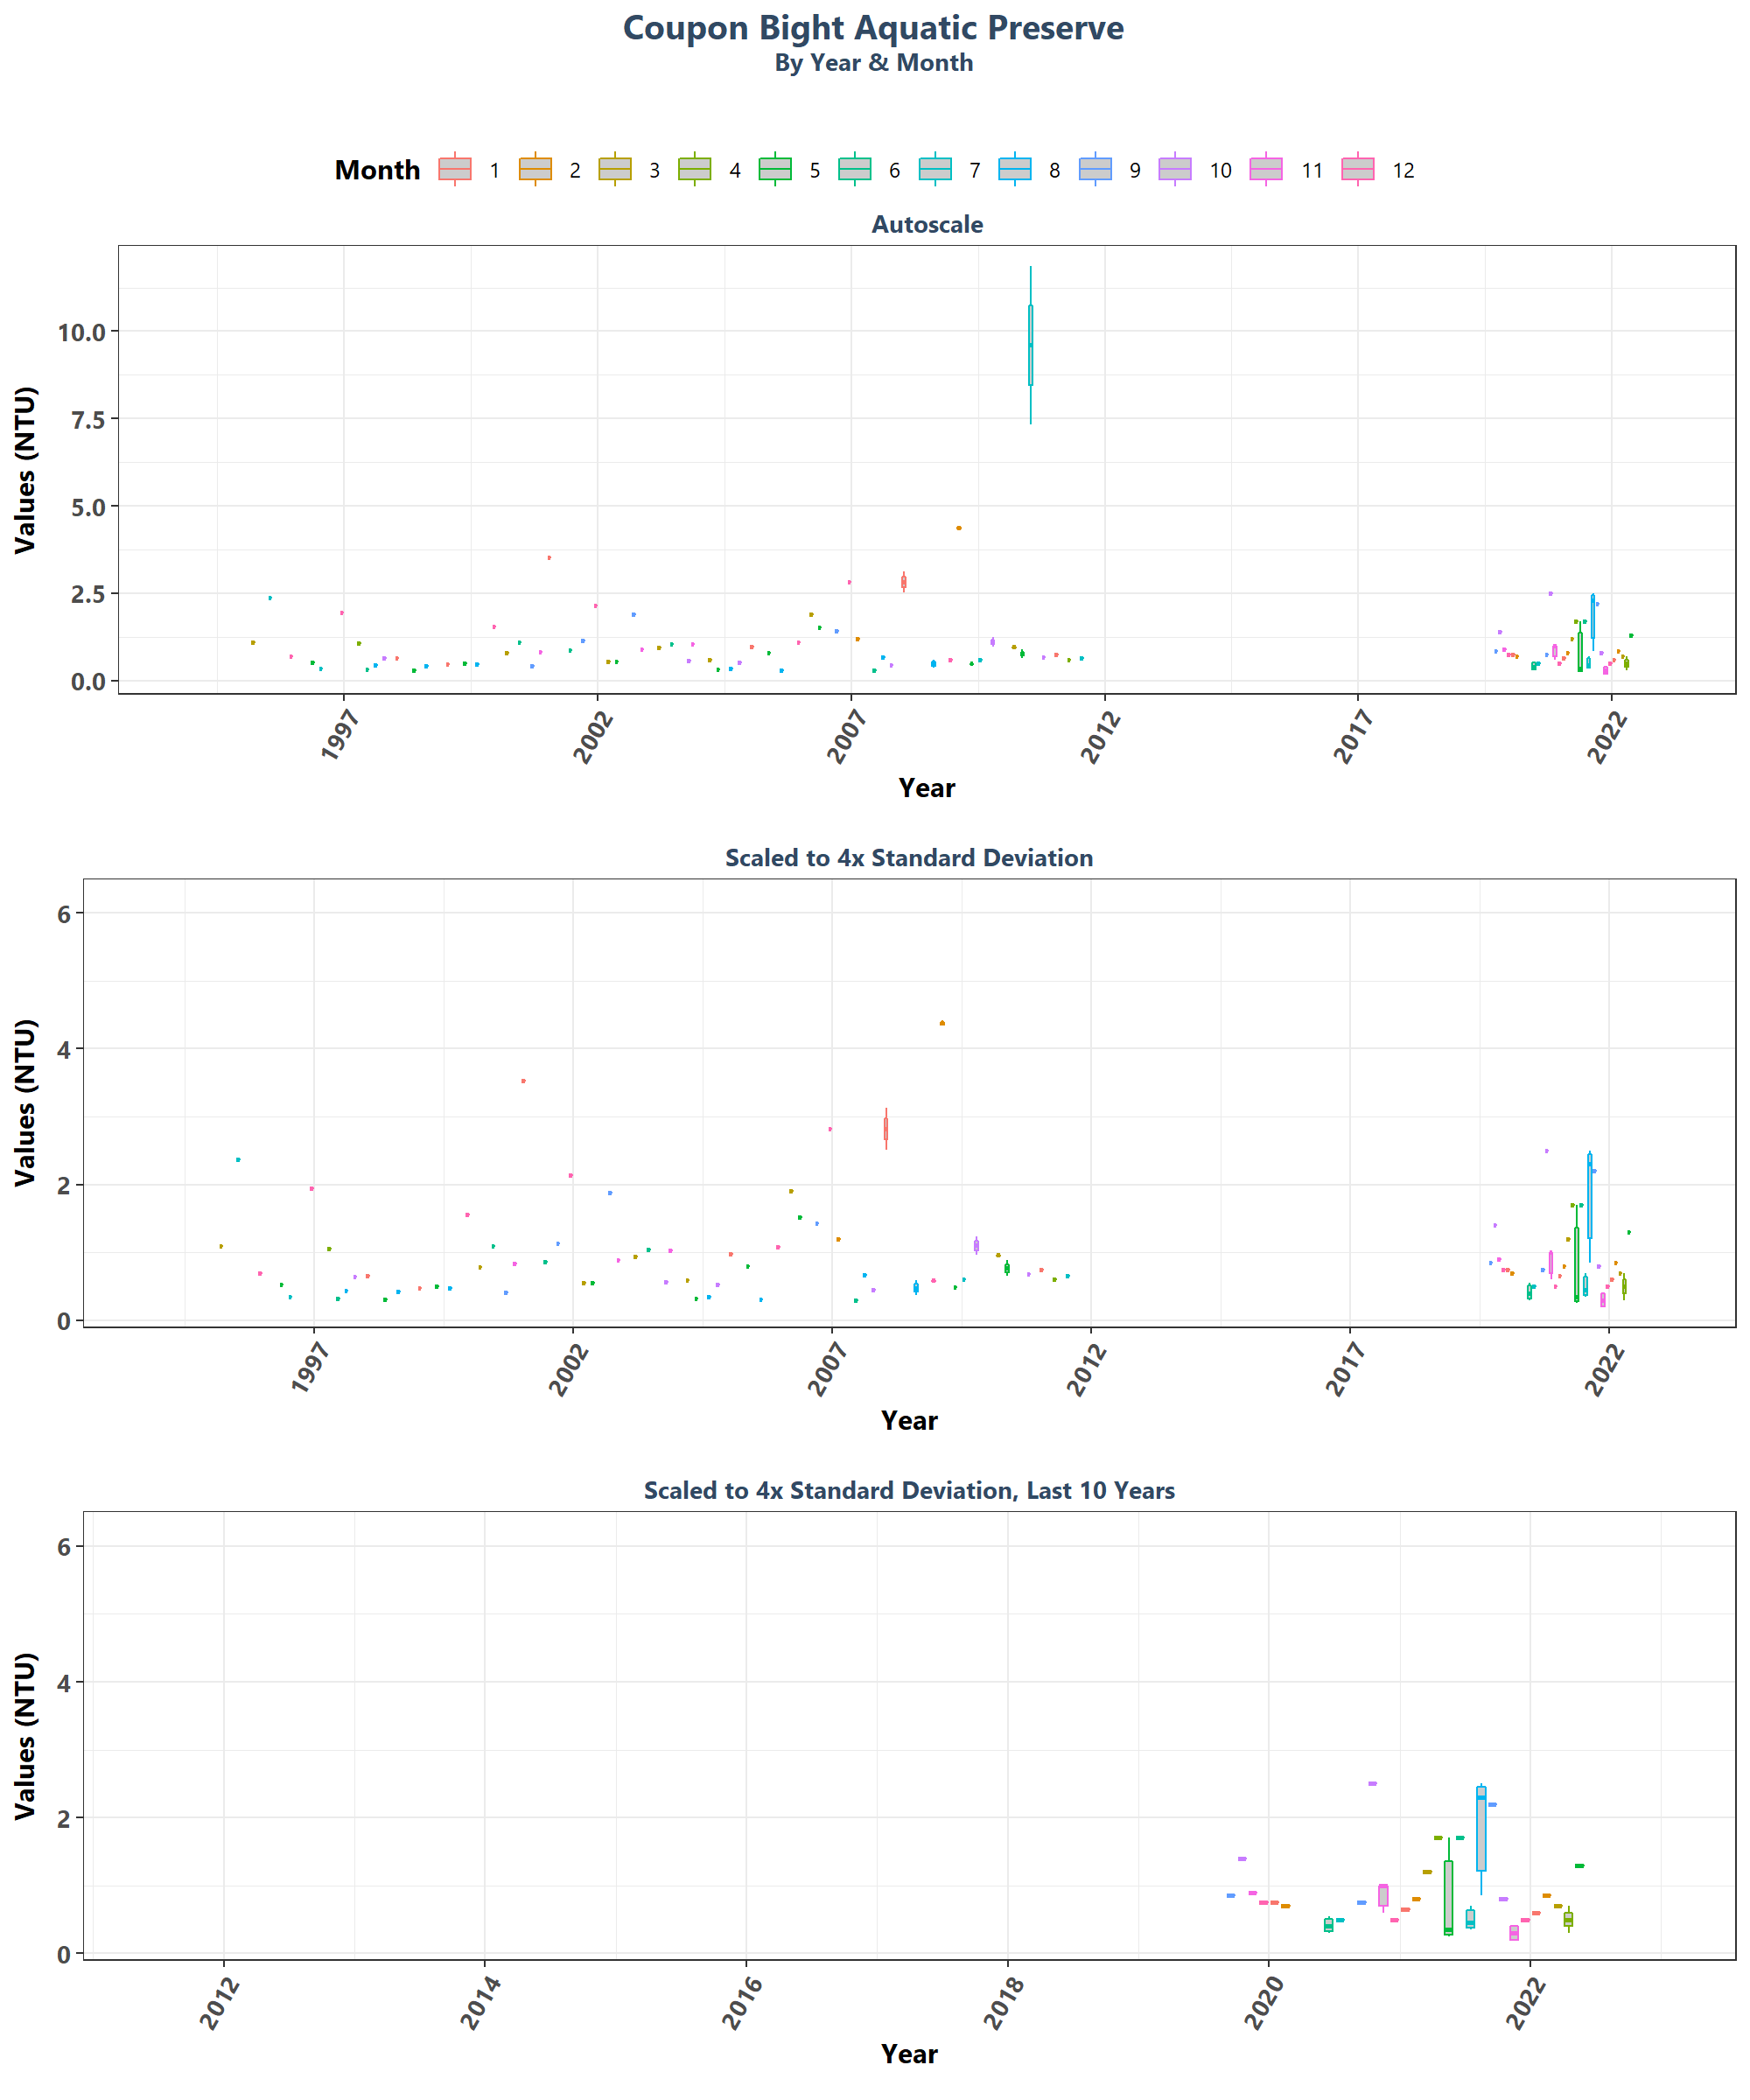 Coupon Bight Aquatic Preserve
By Year & Month
Month 1 2 3 4 5 6 7 8 9 10 11 12
Autoscale
Values (NTU)
10.0
7.5
5.0
2.5
0.0
1997 2002 2007 2012 2017 2022
Year
Scaled to 4x Standard Deviation
Values (NTU)
6
4
2
0
1997 2002 2007 2012 2017 2022
Year
Scaled to 4x Standard Deviation, Last 10 Years
Values (NTU)
6
4
2
0
2012 2014 2016 2018 2020 2022
Year